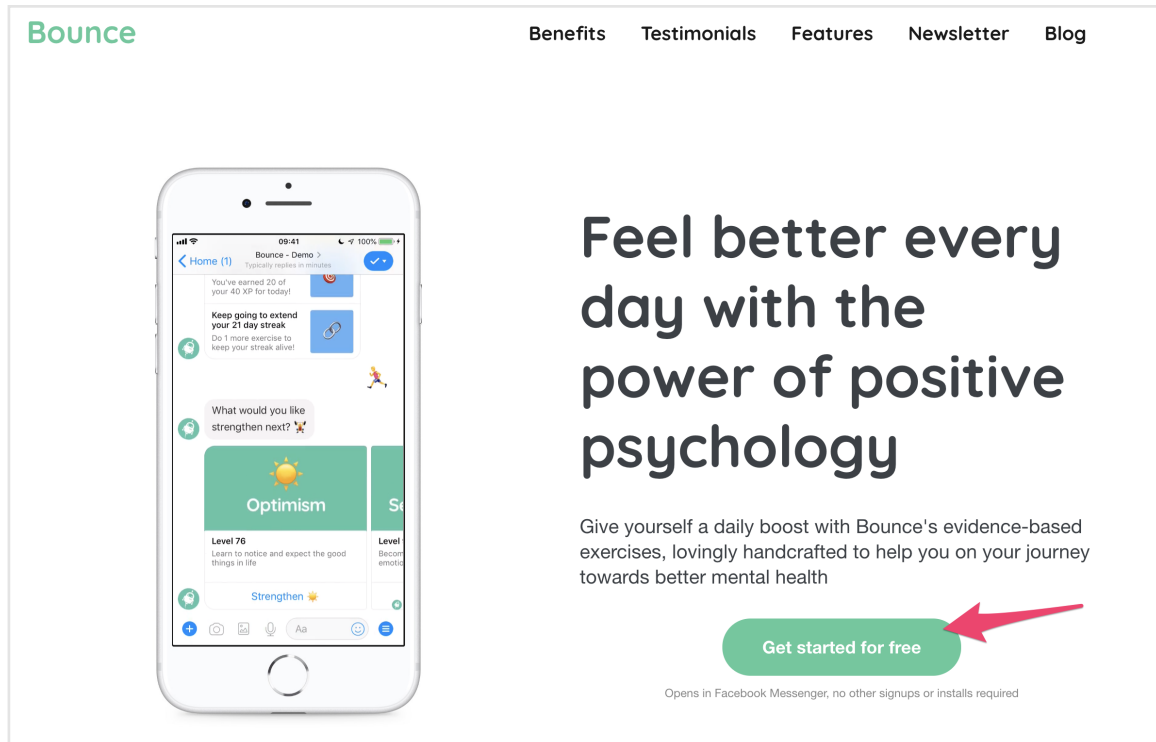 Bounce
Benefits Testimonials Features Newsletter Blog
09:41
100%
Home (1)
Bounce - Demo
Typically replies in minutes
You've earned 20 of
your 40 XP for today!
Keep going to extend
your 21 day streak
Do 1 more exercise to
keep your streak alive!
What would you like
strengthen next?
Optimism
Se
Level 76
Learn to notice and expect the good
things in life
Level
Becom
emotio
Strengthen
Aa
Feel better every
day with the
power of positive
psychology
Give yourself a daily boost with Bounce's evidence-based
exercises, lovingly handcrafted to help you on your journey
towards better mental health
Get started for free
Opens in Facebook Messenger, no other signups or installs required